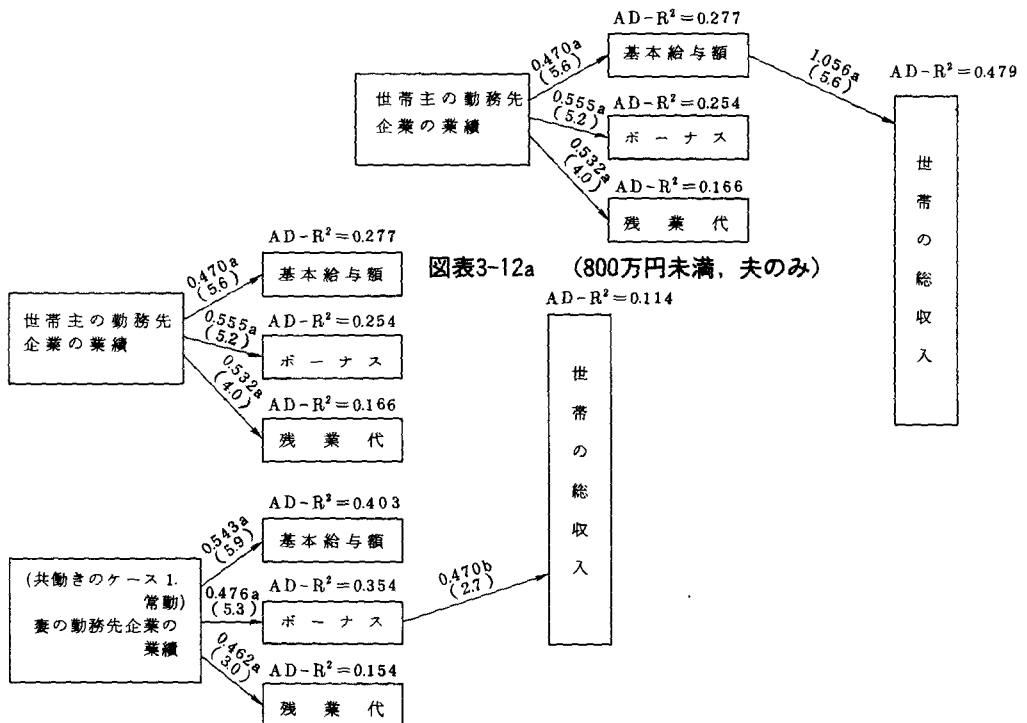 AD-R²=0.277
基本給与額
0.470a
(5.6)
1.056a
(5.6)
AD-R²=0.479
世帯主の勤務先
企業の業績
0.555a
(5.2)
AD-R²=0.254
ボーナス
0.532a
(4.0)
AD-R²=0.166
残業代
世帯の総収入
図表3-12a (800万円未満, 夫のみ)
AD-R²=0.277
基本給与額
0.470a
(5.6)
世帯主の勤務先
企業の業績
0.555a
(5.2)
AD-R²=0.254
ボーナス
0.532a
(4.0)
AD-R²=0.166
残業代
AD-R²=0.114
世帯の総収入
AD-R²=0.403
基本給与額
0.543a
(5.9)
(共働きのケース1.
常勤)
妻の勤務先企業の
業績
0.476a
(5.3)
AD-R²=0.354
ボーナス
0.470b
(2.7)
0.462a
(3.0)
AD-R²=0.154
残業代